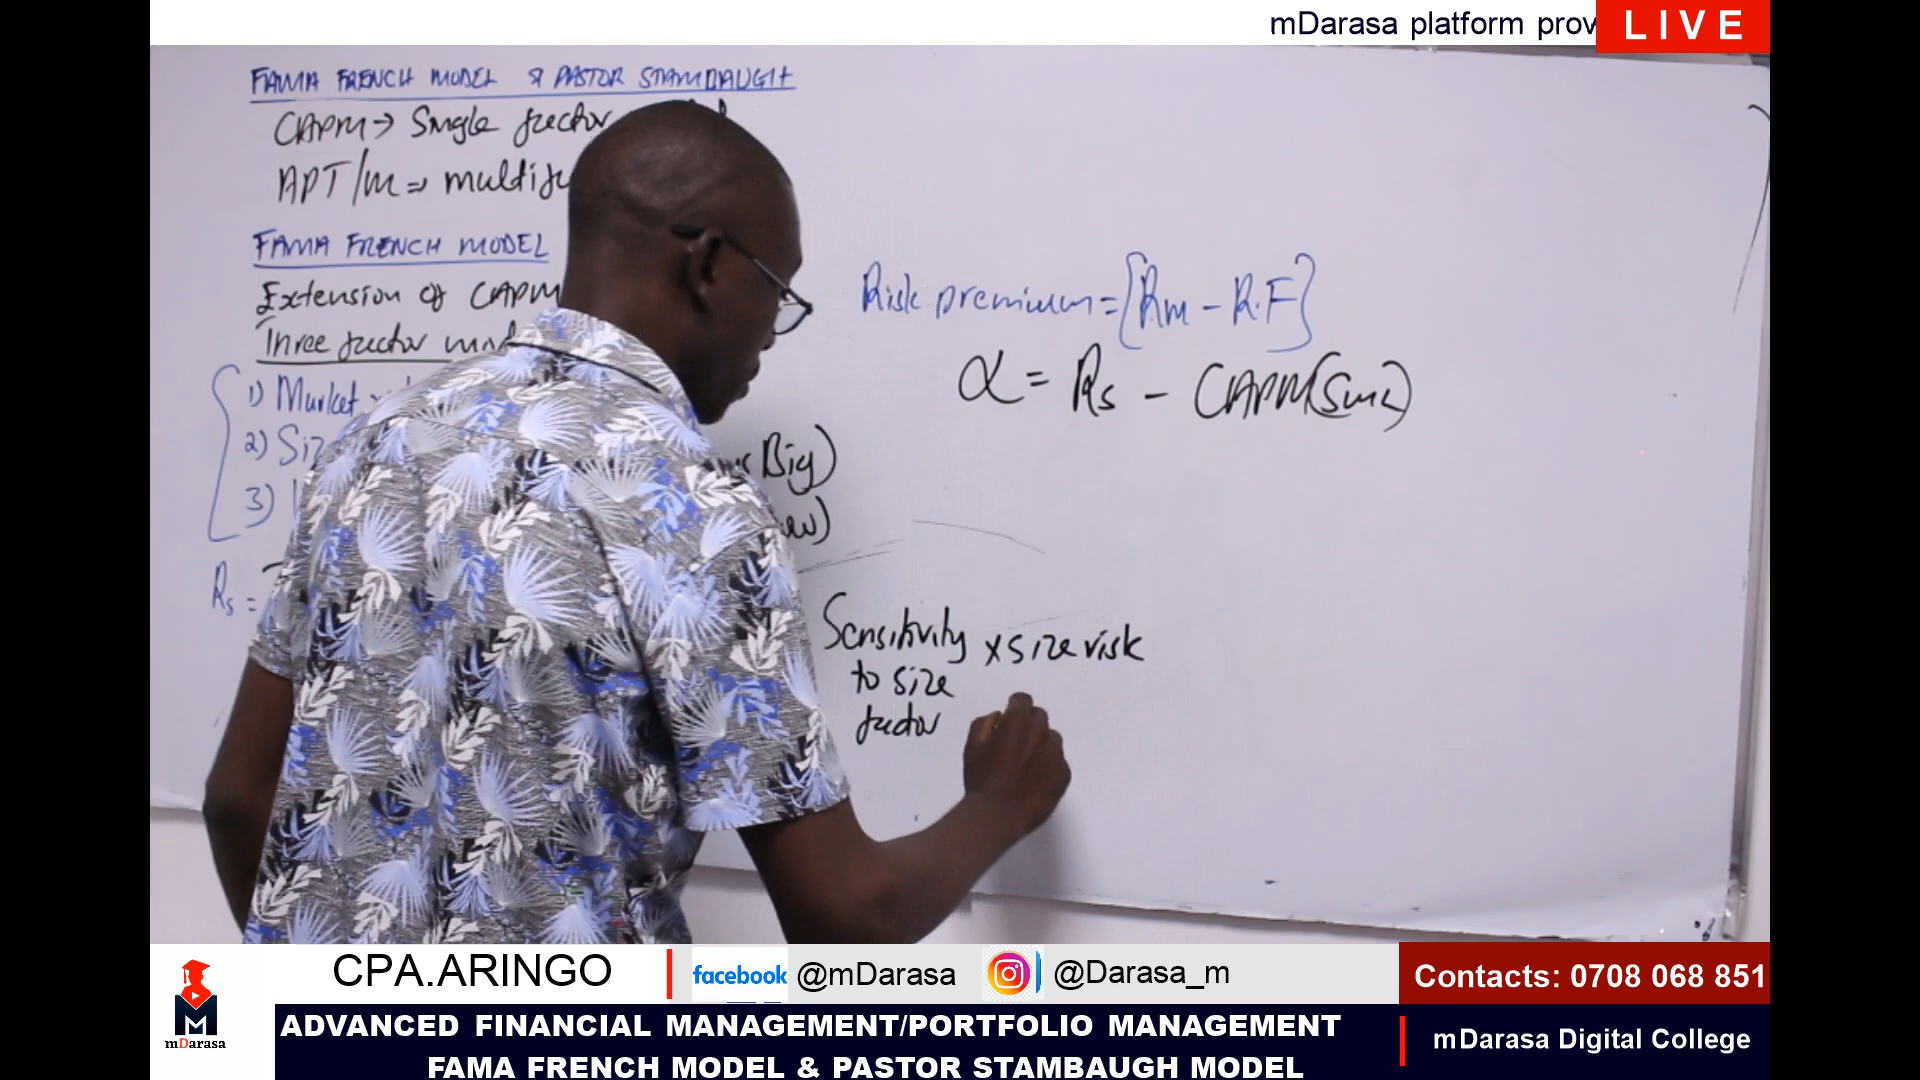 mDarasa platform prov
LIVE
FAMA FRENCH MODEL & PASTOR STAMBAUGH
CAPM → Single factor
APT/M ⇒ multifa
FAMA FRENCH MODEL
Extension of CAPM
Three factor mod
1) Market
2) Siz
3)
Big)
Rs =
Risk premium = {Rm - R.F}
α = Rs - CAPM(SML)
Sensitivity x size risk
to size
factor
CPA.ARINGO
facebook @mDarasa
@Darasa_m
Contacts: 0708 068 851
mDarasa
ADVANCED FINANCIAL MANAGEMENT/PORTFOLIO MANAGEMENT
FAMA FRENCH MODEL & PASTOR STAMBAUGH MODEL
mDarasa Digital College